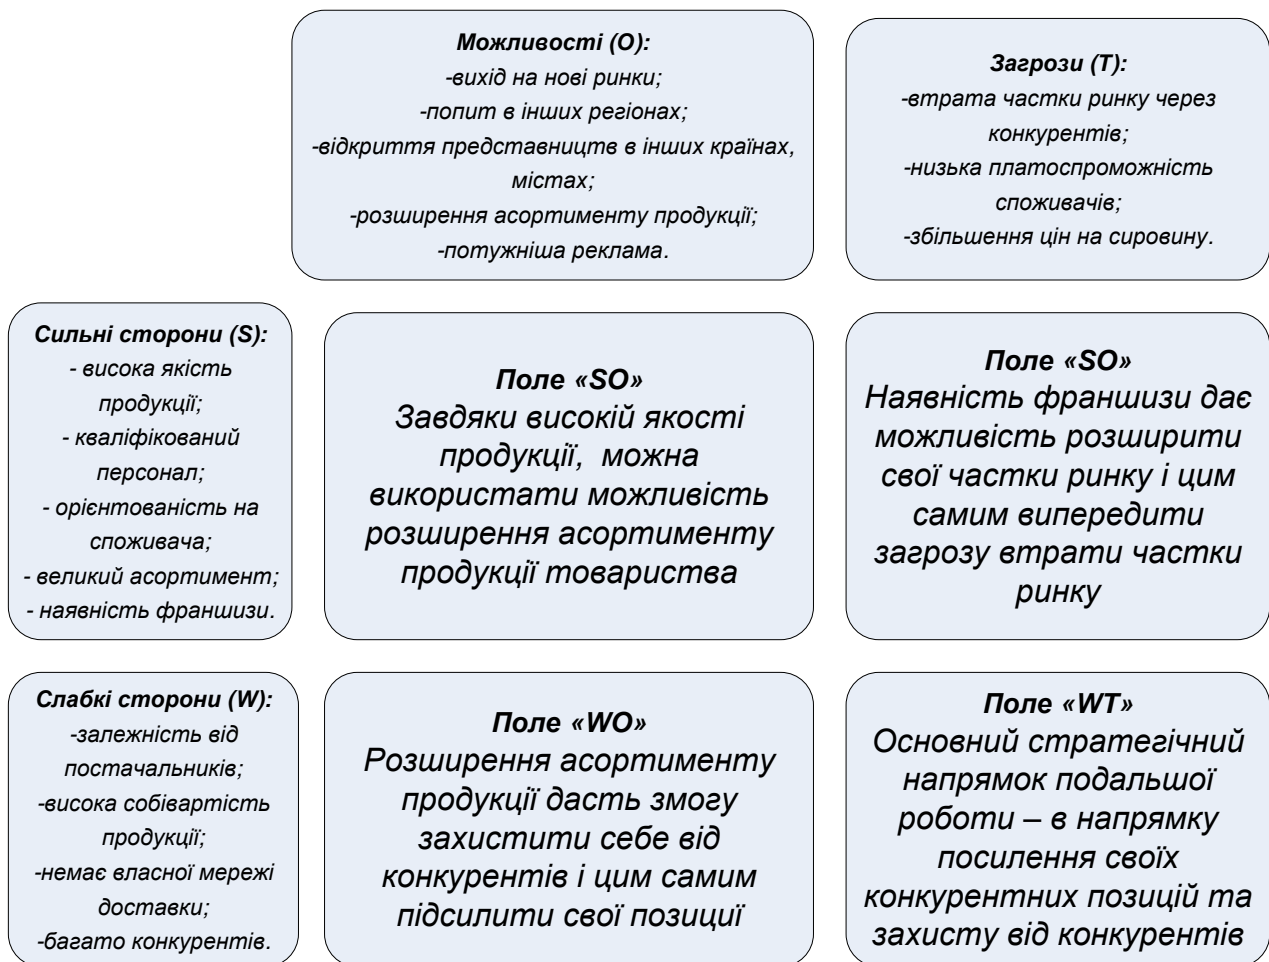 Можливості (О):
-вихід на нові ринки;
-попит в інших регіонах;
-відкриття представництв в інших країнах,
містах;
-розширення асортименту продукції;
-потужніша реклама.
Загрози (Т):
-втрата частки ринку через
конкурентів;
-низька платоспроможність
споживачів;
-збільшення цін на сировину.
Сильні сторони (S):
- висока якість
продукції;
- кваліфікований
персонал;
- орієнтованість на
споживача;
- великий асортимент;
- наявність франшизи.
Поле «SO»
Завдяки високій якості
продукції, можна
використати можливість
розширення асортименту
продукції товариства
Поле «SO»
Наявність франшизи дає
можливість розширити
свої частки ринку і цим
самим випередити
загрозу втрати частки
ринку
Слабкі сторони (W):
-залежність від
постачальників;
-висока собівартість
продукції;
-немає власної мережі
доставки;
-багато конкурентів.
Поле «WO»
Розширення асортименту
продукції дасть змогу
захистити себе від
конкурентів і цим самим
підсилити свої позициї
Поле «WT»
Основний стратегічний
напрямок подальшої
роботи – в напрямку
посилення своїх
конкурентних позицій та
захисту від конкурентів